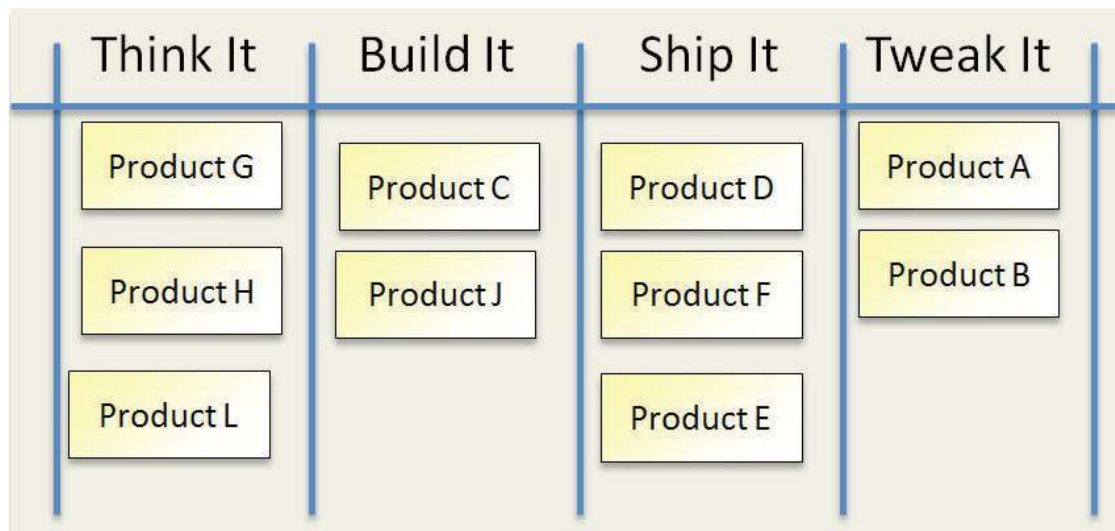 Think It
Build It
Ship It
Tweak It
Product G
Product H
Product L
Product C
Product J
Product D
Product F
Product E
Product A
Product B